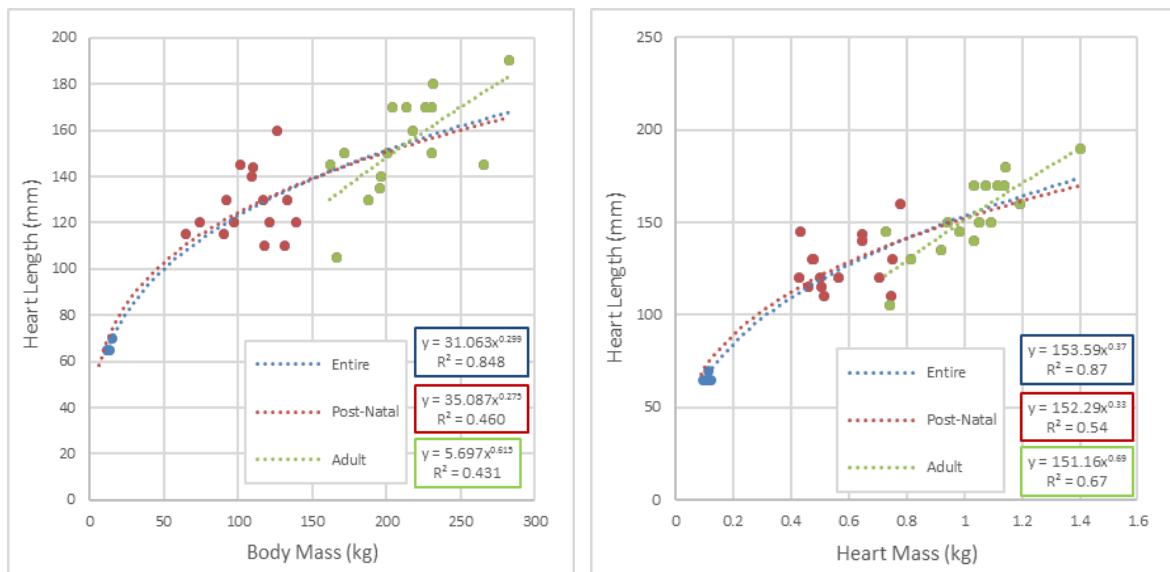 200
180
160
140
120
100
80
60
40
20
0
Heart Length (mm)
0 50 100 150 200 250 300
Body Mass (kg)
Entire
Post-Natal
Adult
y = 31.063x^0.299
R² = 0.848
y = 35.087x^0.275
R² = 0.460
y = 5.697x^0.615
R² = 0.431
250
200
150
100
50
0
Heart Length (mm)
0 0.2 0.4 0.6 0.8 1 1.2 1.4 1.6
Heart Mass (kg)
Entire
Post-Natal
Adult
y = 153.59x^0.37
R² = 0.87
y = 152.29x^0.33
R² = 0.54
y = 151.16x^0.69
R² = 0.67